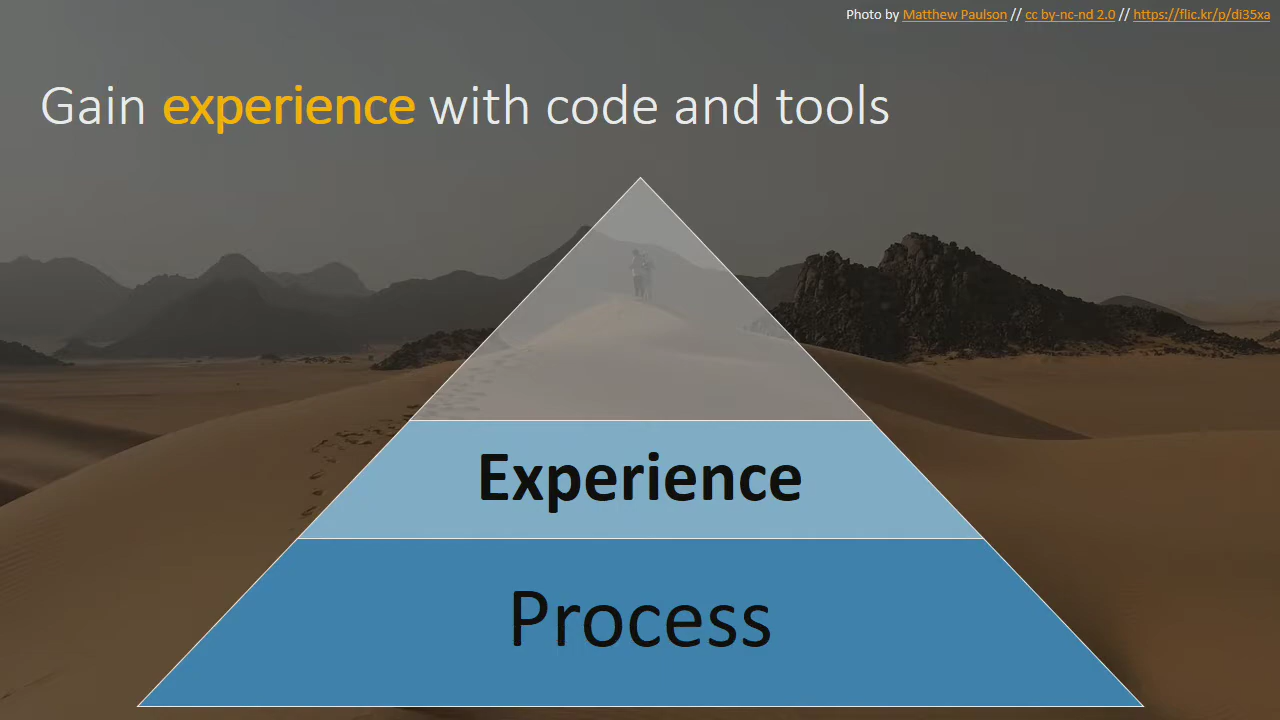 Photo by Matthew Paulson // cc by-nc-nd 2.0 // https://flic.kr/p/di35xa
Gain experience with code and tools
Experience
Process